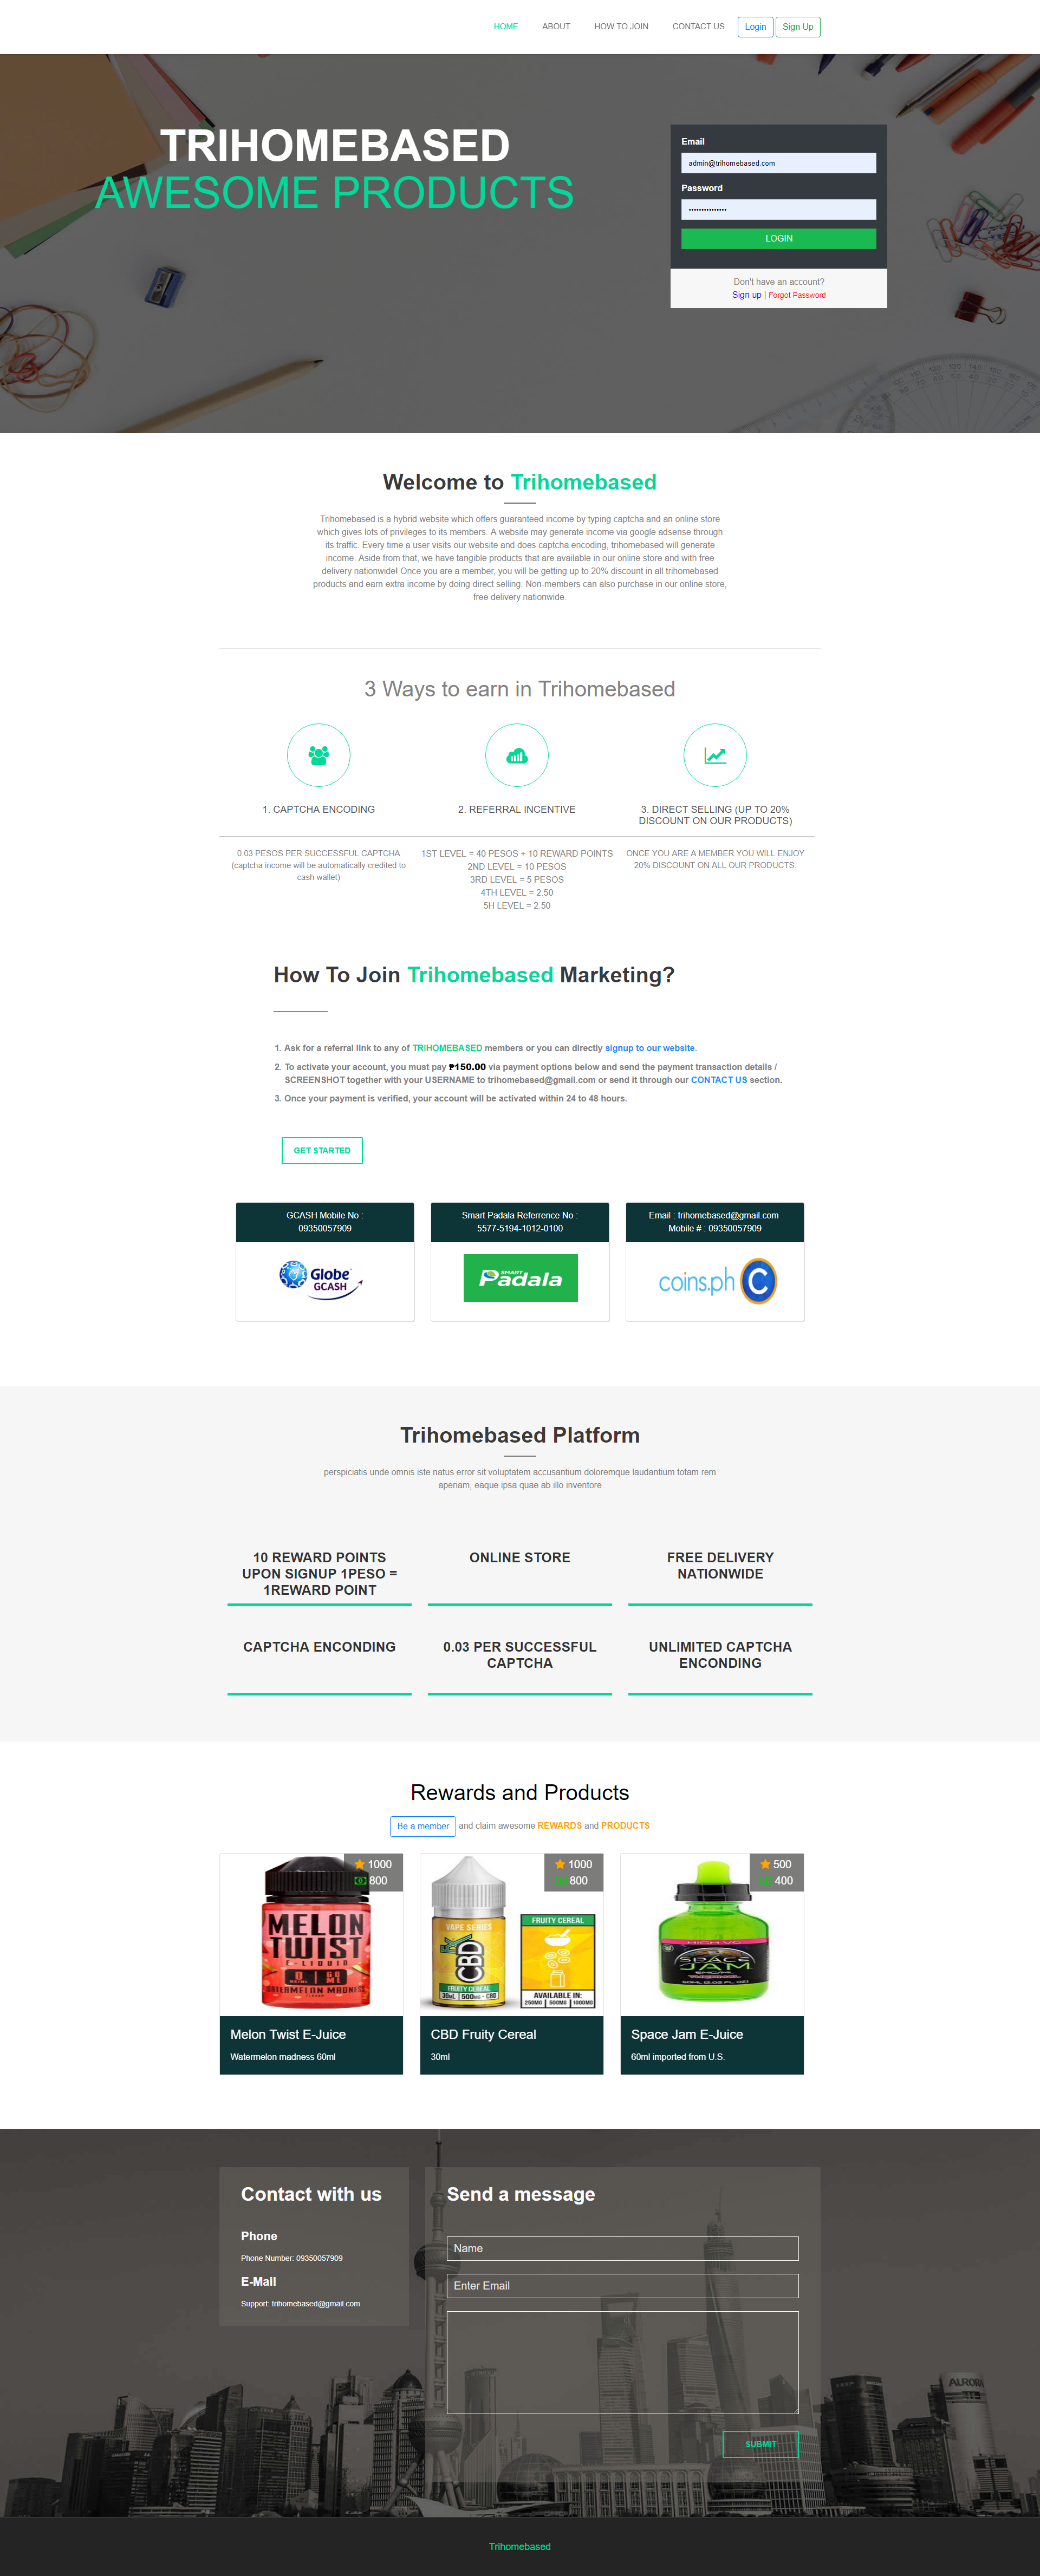 HOME ABOUT HOW TO JOIN CONTACT US Login Sign Up
TRIHOMEBASED
AWESOME PRODUCTS
Email
admin@trihomebased.com
Password
LOGIN
Don't have an account?
Sign up | Forgot Password
Welcome to Trihomebased
Trihomebased is a hybrid website which offers guaranteed income by typing captcha and an online store
which gives lots of privileges to its members. A website may generate income via google adsense through
its traffic. Every time a user visits our website and does captcha encoding, trihomebased will generate
income. Aside from that, we have tangible products that are available in our online store and with free
delivery nationwide! Once you are a member, you will be getting up to 20% discount in all trihomebased
products and earn extra income by doing direct selling. Non-members can also purchase in our online store,
free delivery nationwide.
3 Ways to earn in Trihomebased
1. CAPTCHA ENCODING
2. REFERRAL INCENTIVE
3. DIRECT SELLING (UP TO 20%
DISCOUNT ON OUR PRODUCTS)
0.03 PESOS PER SUCCESSFUL CAPTCHA
(captcha income will be automatically credited to
cash wallet)
1ST LEVEL = 40 PESOS + 10 REWARD POINTS
2ND LEVEL = 10 PESOS
3RD LEVEL = 5 PESOS
4TH LEVEL = 2.50
5H LEVEL = 2.50
ONCE YOU ARE A MEMBER YOU WILL ENJOY
20% DISCOUNT ON ALL OUR PRODUCTS.
How To Join Trihomebased Marketing?
1. Ask for a referral link to any of TRIHOMEBASED members or you can directly signup to our website.
2. To activate your account, you must pay ₱150.00 via payment options below and send the payment transaction details /
SCREENSHOT together with your USERNAME to trihomebased@gmail.com or send it through our CONTACT US section.
3. Once your payment is verified, your account will be activated within 24 to 48 hours.
GET STARTED
GCASH Mobile No :
09350057909
Globe
GCASH
Smart Padala Referrence No :
5577-5194-1012-0100
SMART
Padala
Email : trihomebased@gmail.com
Mobile # : 09350057909
coins.ph C
Trihomebased Platform
perspiciatis unde omnis iste natus error sit voluptatem accusantium doloremque laudantium totam rem
aperiam, eaque ipsa quae ab illo inventore
10 REWARD POINTS
UPON SIGNUP 1PESO =
1REWARD POINT
ONLINE STORE
FREE DELIVERY
NATIONWIDE
CAPTCHA ENCONDING
0.03 PER SUCCESSFUL
CAPTCHA
UNLIMITED CAPTCHA
ENCONDING
Rewards and Products
Be a member and claim awesome REWARDS and PRODUCTS
1000
800
MELON
TWIST
E-LIQUID
WATERMELON MADNESS
Melon Twist E-Juice
Watermelon madness 60ml
1000
800
VAPE SERIES
CBD
FX
FRUITY CEREAL
30ML 500MG CBD
FRUITY CEREAL
AVAILABLE IN:
250MG 500MG 1000MG
CBD Fruity Cereal
30ml
500
400
HIGH VG
SPACE
JAM
Space Jam E-Juice
60ml imported from U.S.
Contact with us
Phone
Phone Number: 09350057909
E-Mail
Support: trihomebased@gmail.com
Send a message
Name
Enter Email
SUBMIT
AURORA
Trihomebased